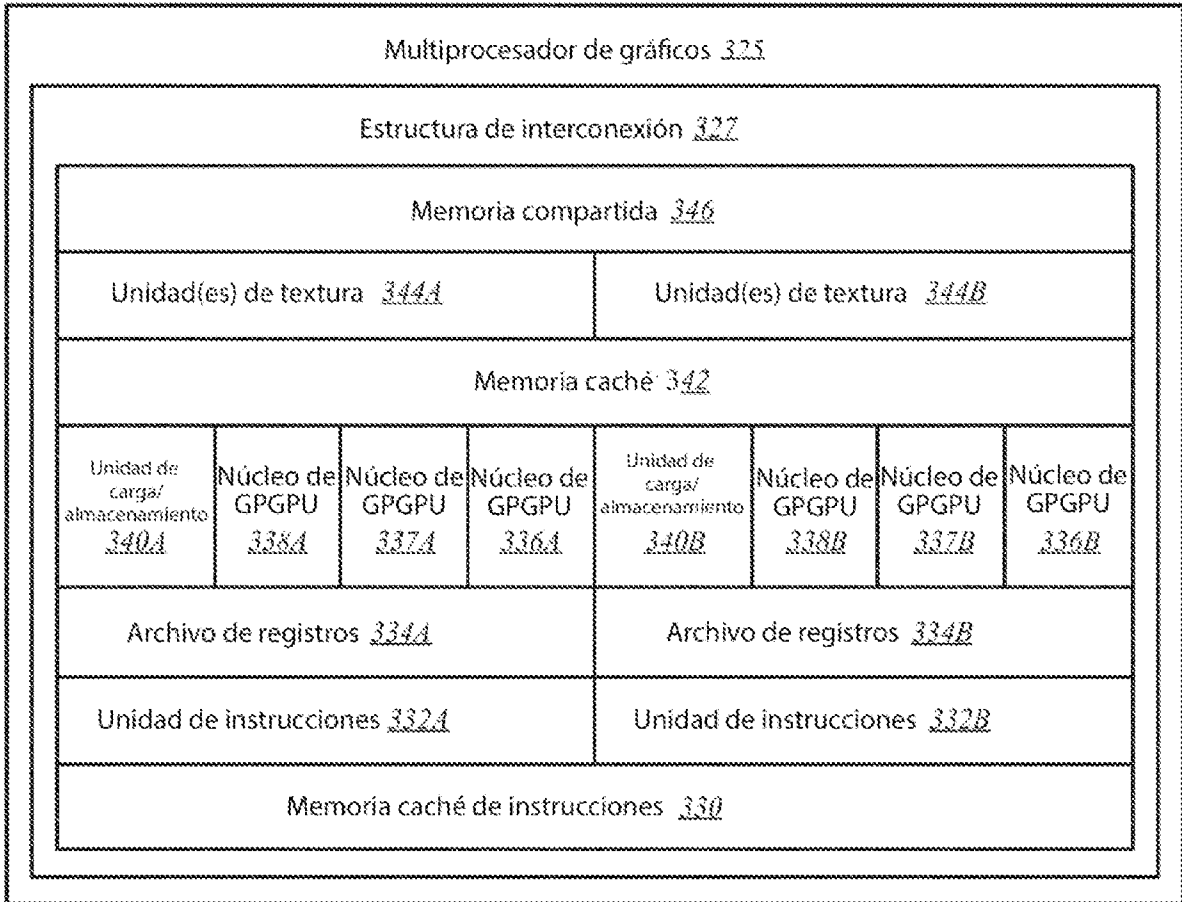 Multiprocesador de gráficos 325
Estructura de interconexión 327
Memoria compartida 346
Unidad(es) de textura 344A
Unidad(es) de textura 344B
Memoria caché 342
Unidad de
carga/
almacenamiento
340A
Núcleo de
GPGPU
338A
Núcleo de
GPGPU
337A
Núcleo de
GPGPU
336A
Unidad de
carga/
almacenamiento
340B
Núcleo de
GPGPU
338B
Núcleo de
GPGPU
337B
Núcleo de
GPGPU
336B
Archivo de registros 334A
Archivo de registros 334B
Unidad de instrucciones 332A
Unidad de instrucciones 332B
Memoria caché de instrucciones 330